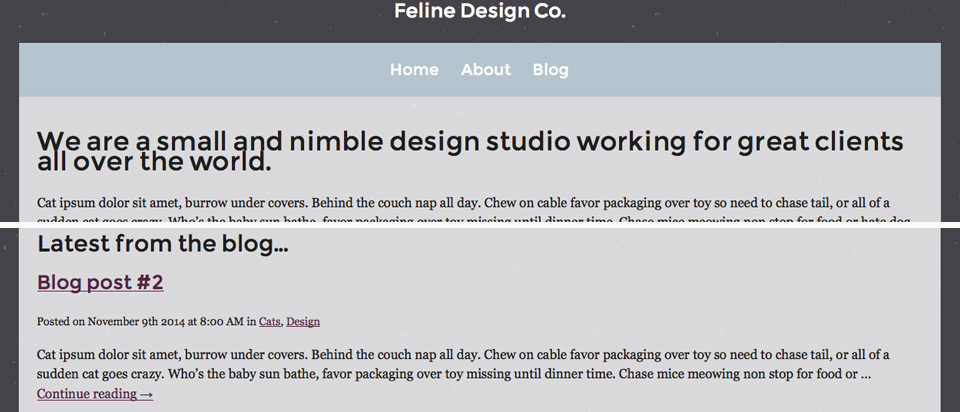 Feline Design Co.
Home About Blog
We are a small and nimble design studio working for great clients
all over the world.
Cat ipsum dolor sit amet, burrow under covers. Behind the couch nap all day. Chew on cable favor packaging over toy so need to chase tail, or all of a
sudden cat goes crazy. Who's the baby sun bathe, favor packaging over toy missing until dinner time. Chase mice meowing non stop for food or hate dog
Latest from the blog...
Blog post #2
Posted on November 9th 2014 at 8:00 AM in Cats, Design
Cat ipsum dolor sit amet, burrow under covers. Behind the couch nap all day. Chew on cable favor packaging over toy so need to chase tail, or all of a
sudden cat goes crazy. Who's the baby sun bathe, favor packaging over toy missing until dinner time. Chase mice meowing non stop for food or ...
Continue reading →